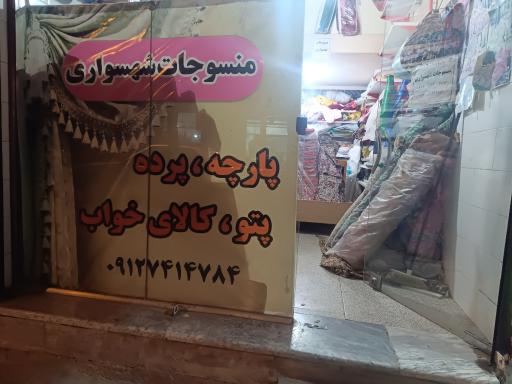 منسوجات شهسواری
پارچه، پرده
پتو، کالای خواب
۰۹۱۲۷۴۱۴۷۸۴